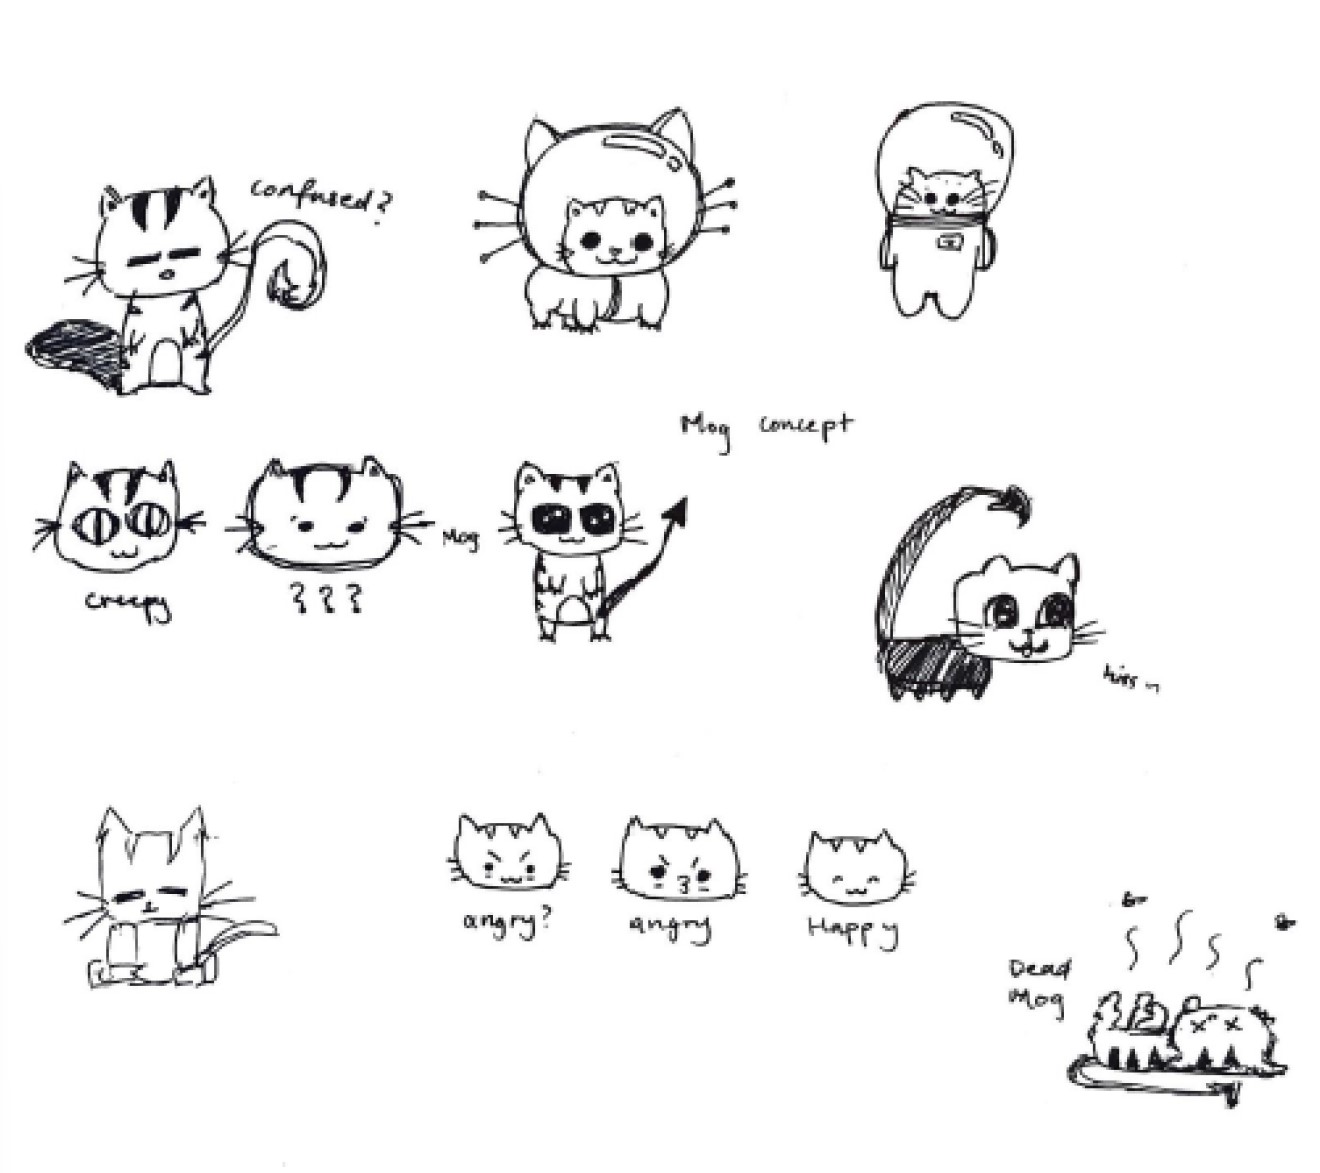 confused?
Mog concept
creepy
? ? ?
Mog
hiss ~
angry?
angry
Happy
Dead
Mog